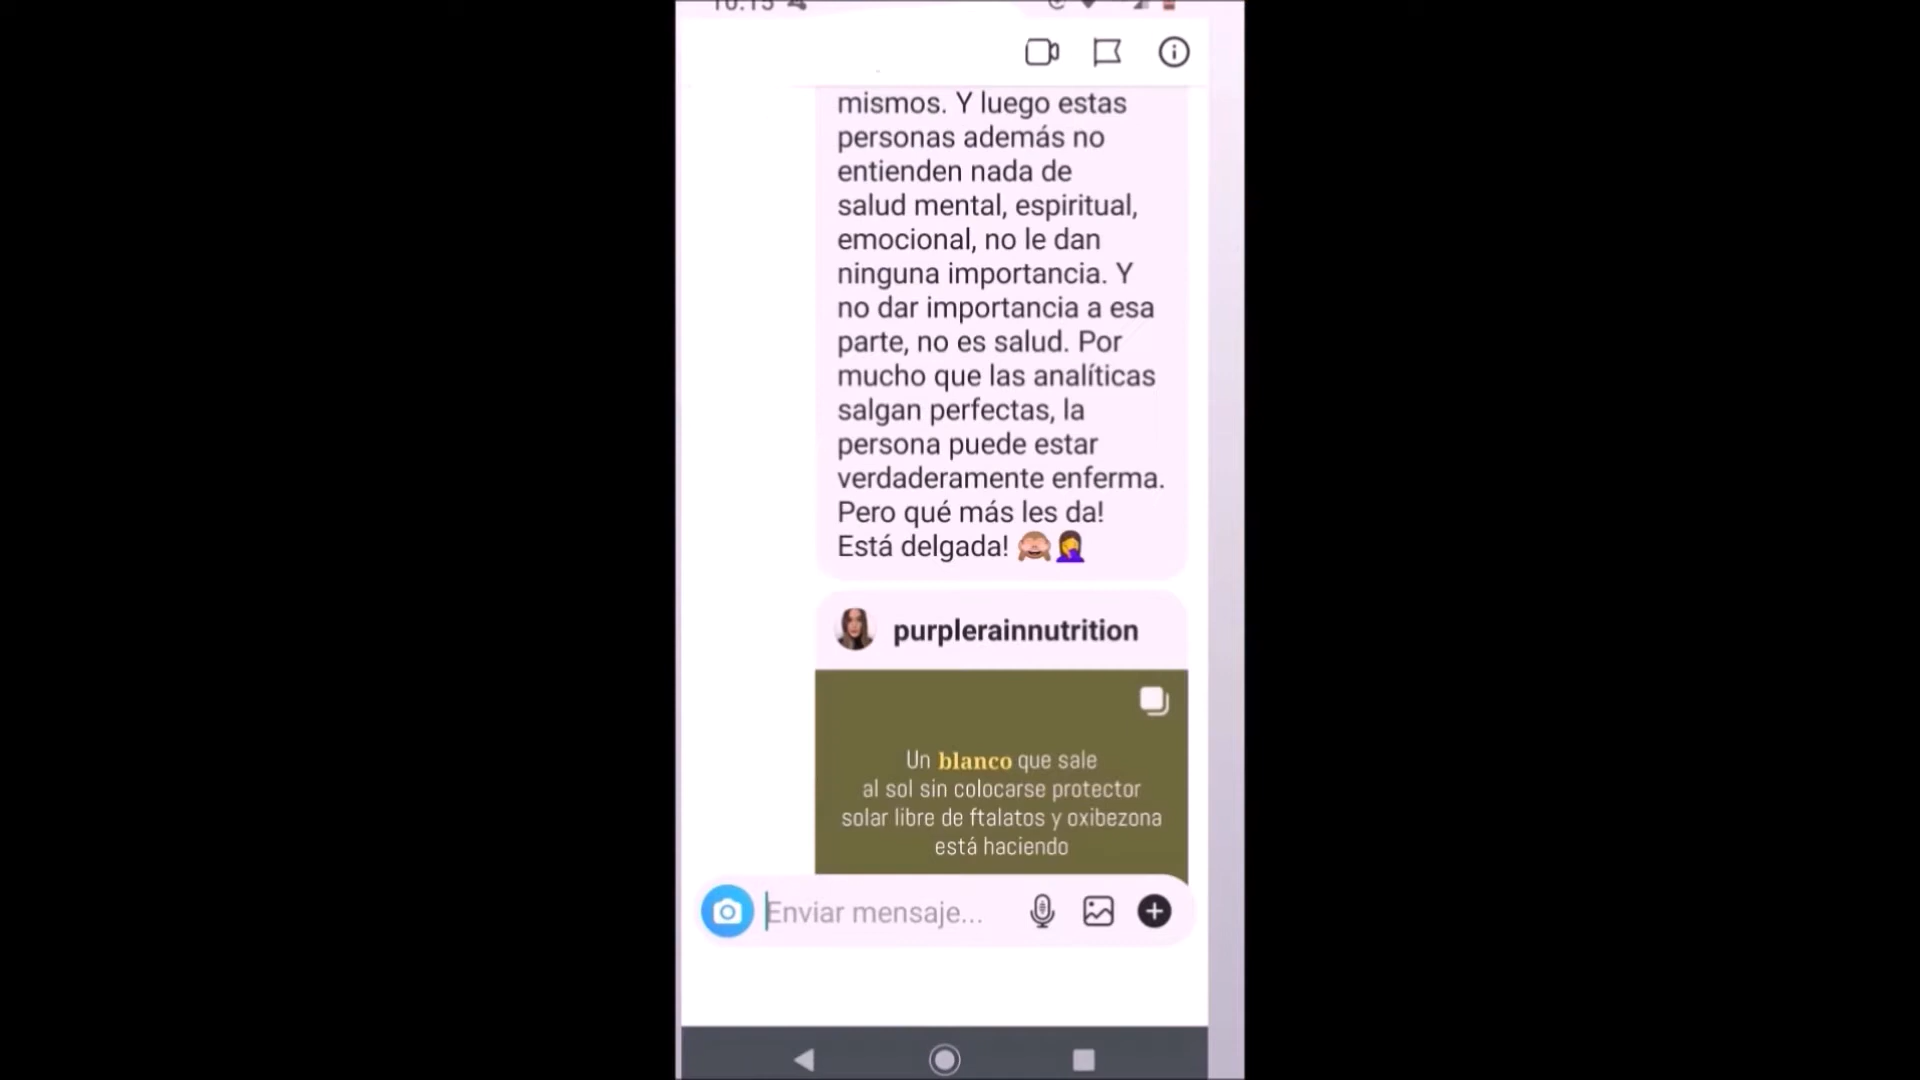 mismos. Y luego estas
personas además no
entienden nada de
salud mental, espiritual,
emocional, no le dan
ninguna importancia. Y
no dar importancia a esa
parte, no es salud. Por
mucho que las analíticas
salgan perfectas, la
persona puede estar
verdaderamente enferma.
Pero qué más les da!
Está delgada! 🙈🤦‍♀️
purplerainnutrition
Un blanco que sale
al sol sin colocarse protector
solar libre de ftalatos y oxibezona
está haciendo
Enviar mensaje...